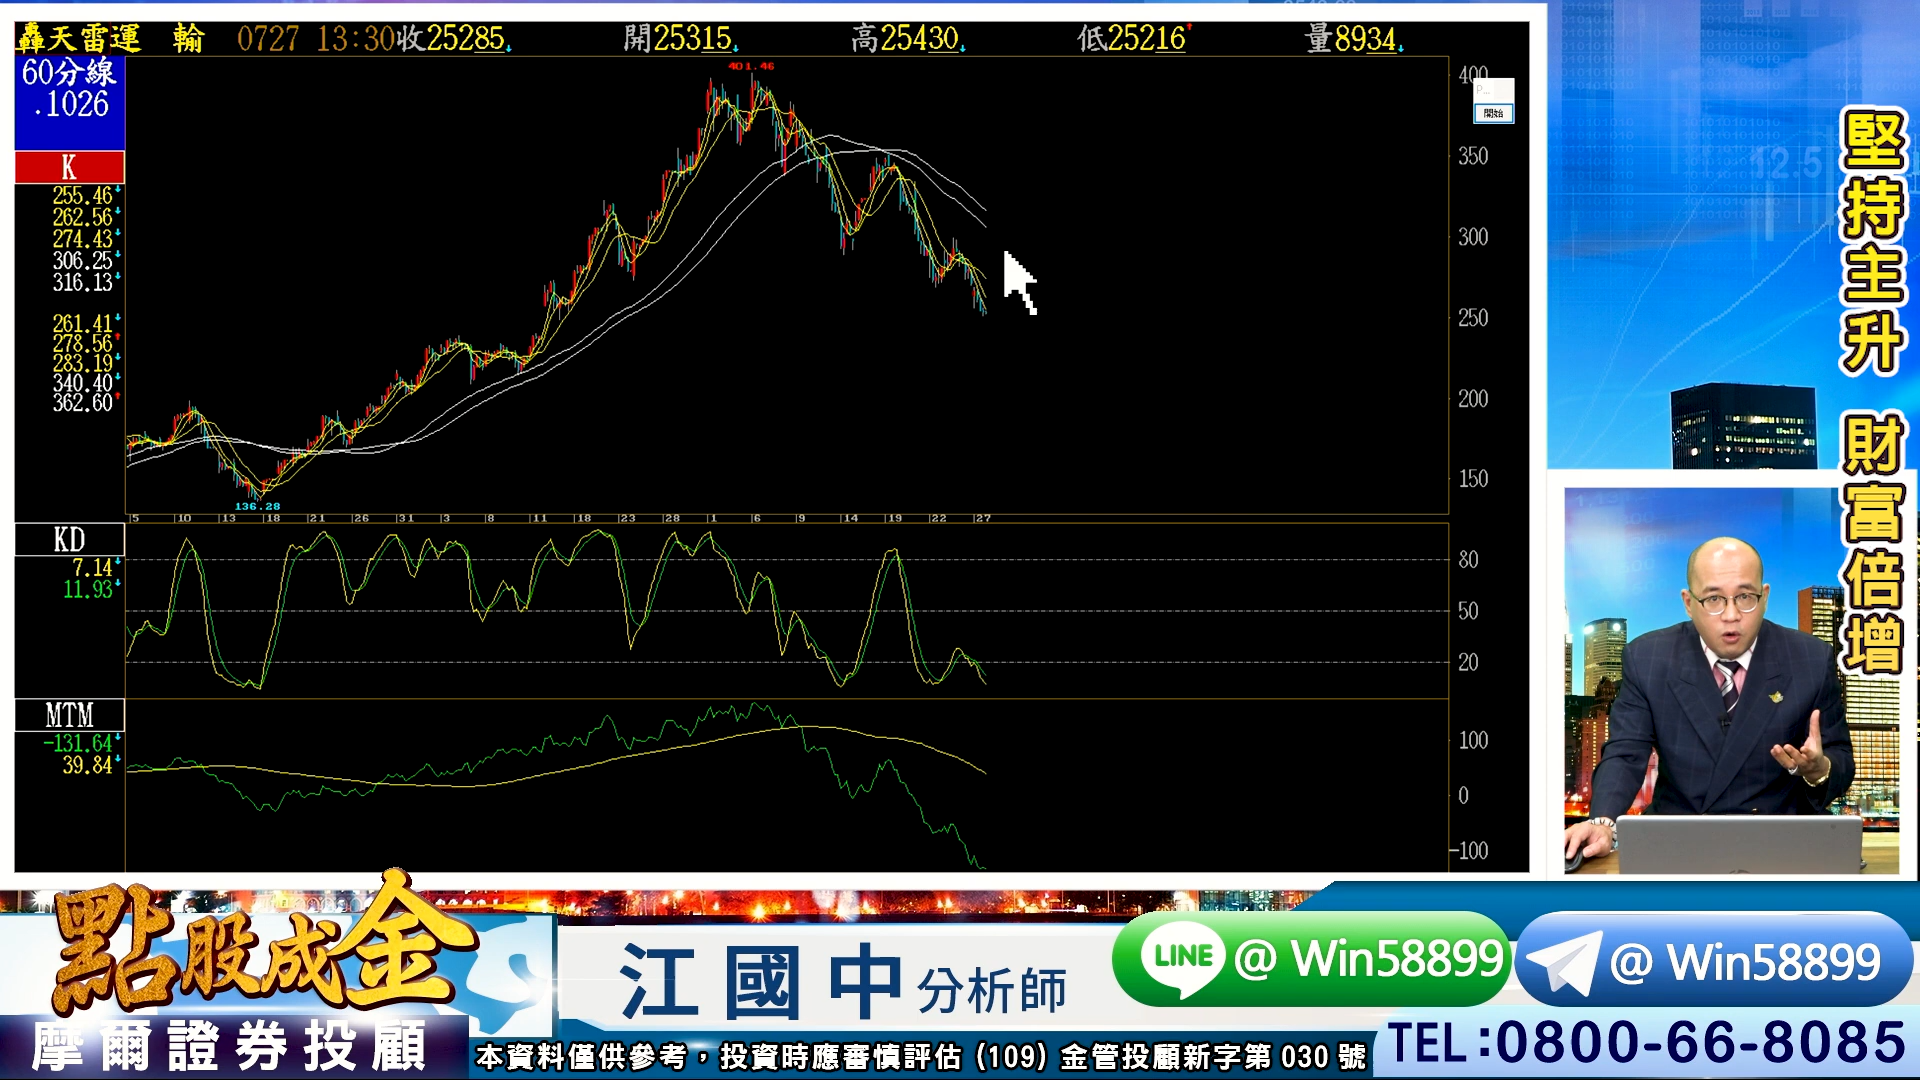 轟天雷運 輸 0727 13:30收25285 開25315 高25430 低25216 量8934
60分線
.1026
K
255.46
262.56
274.43
306.25
316.13
261.41
278.56
283.19
340.40
362.60
401.46
136.28
400
350
300
250
200
150
P...
開始
5 10 13 18 21 26 31 3 8 11 18 23 28 1 6 9 14 19 22 27
KD
7.14
11.93
80
50
20
MTM
-131.64
39.84
100
0
-100
堅持主升 財富倍增
點股成金
摩爾證券投顧
江國中 分析師
LINE @ Win58899
@ Win58899
TEL:0800-66-8085
本資料僅供參考，投資時應審慎評估 (109) 金管投顧新字第 030 號